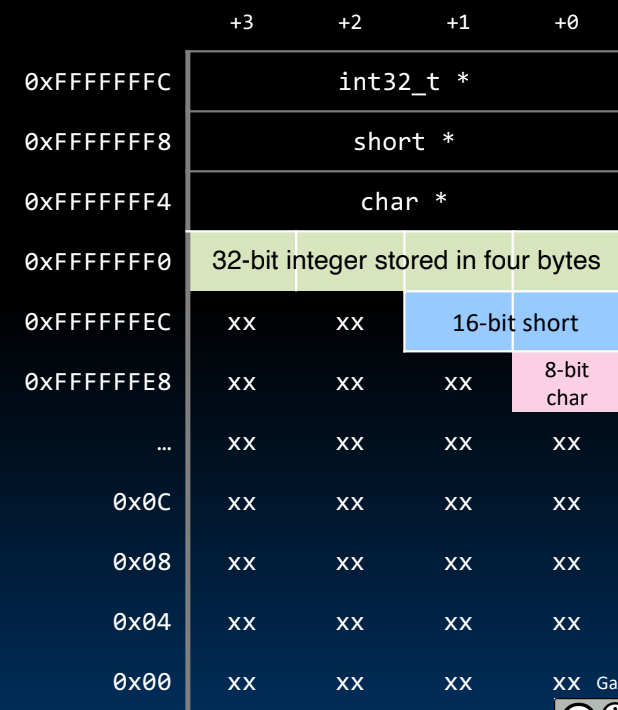 +3 +2 +1 +0
0xFFFFFFFC int32_t *
0xFFFFFFF8 short *
0xFFFFFFF4 char *
0xFFFFFFF0 32-bit integer stored in four bytes
0xFFFFFFEC xx xx 16-bit short
0xFFFFFFE8 xx xx xx 8-bit
char
… xx xx xx xx
0x0C xx xx xx xx
0x08 xx xx xx xx
0x04 xx xx xx xx
0x00 xx xx xx xx